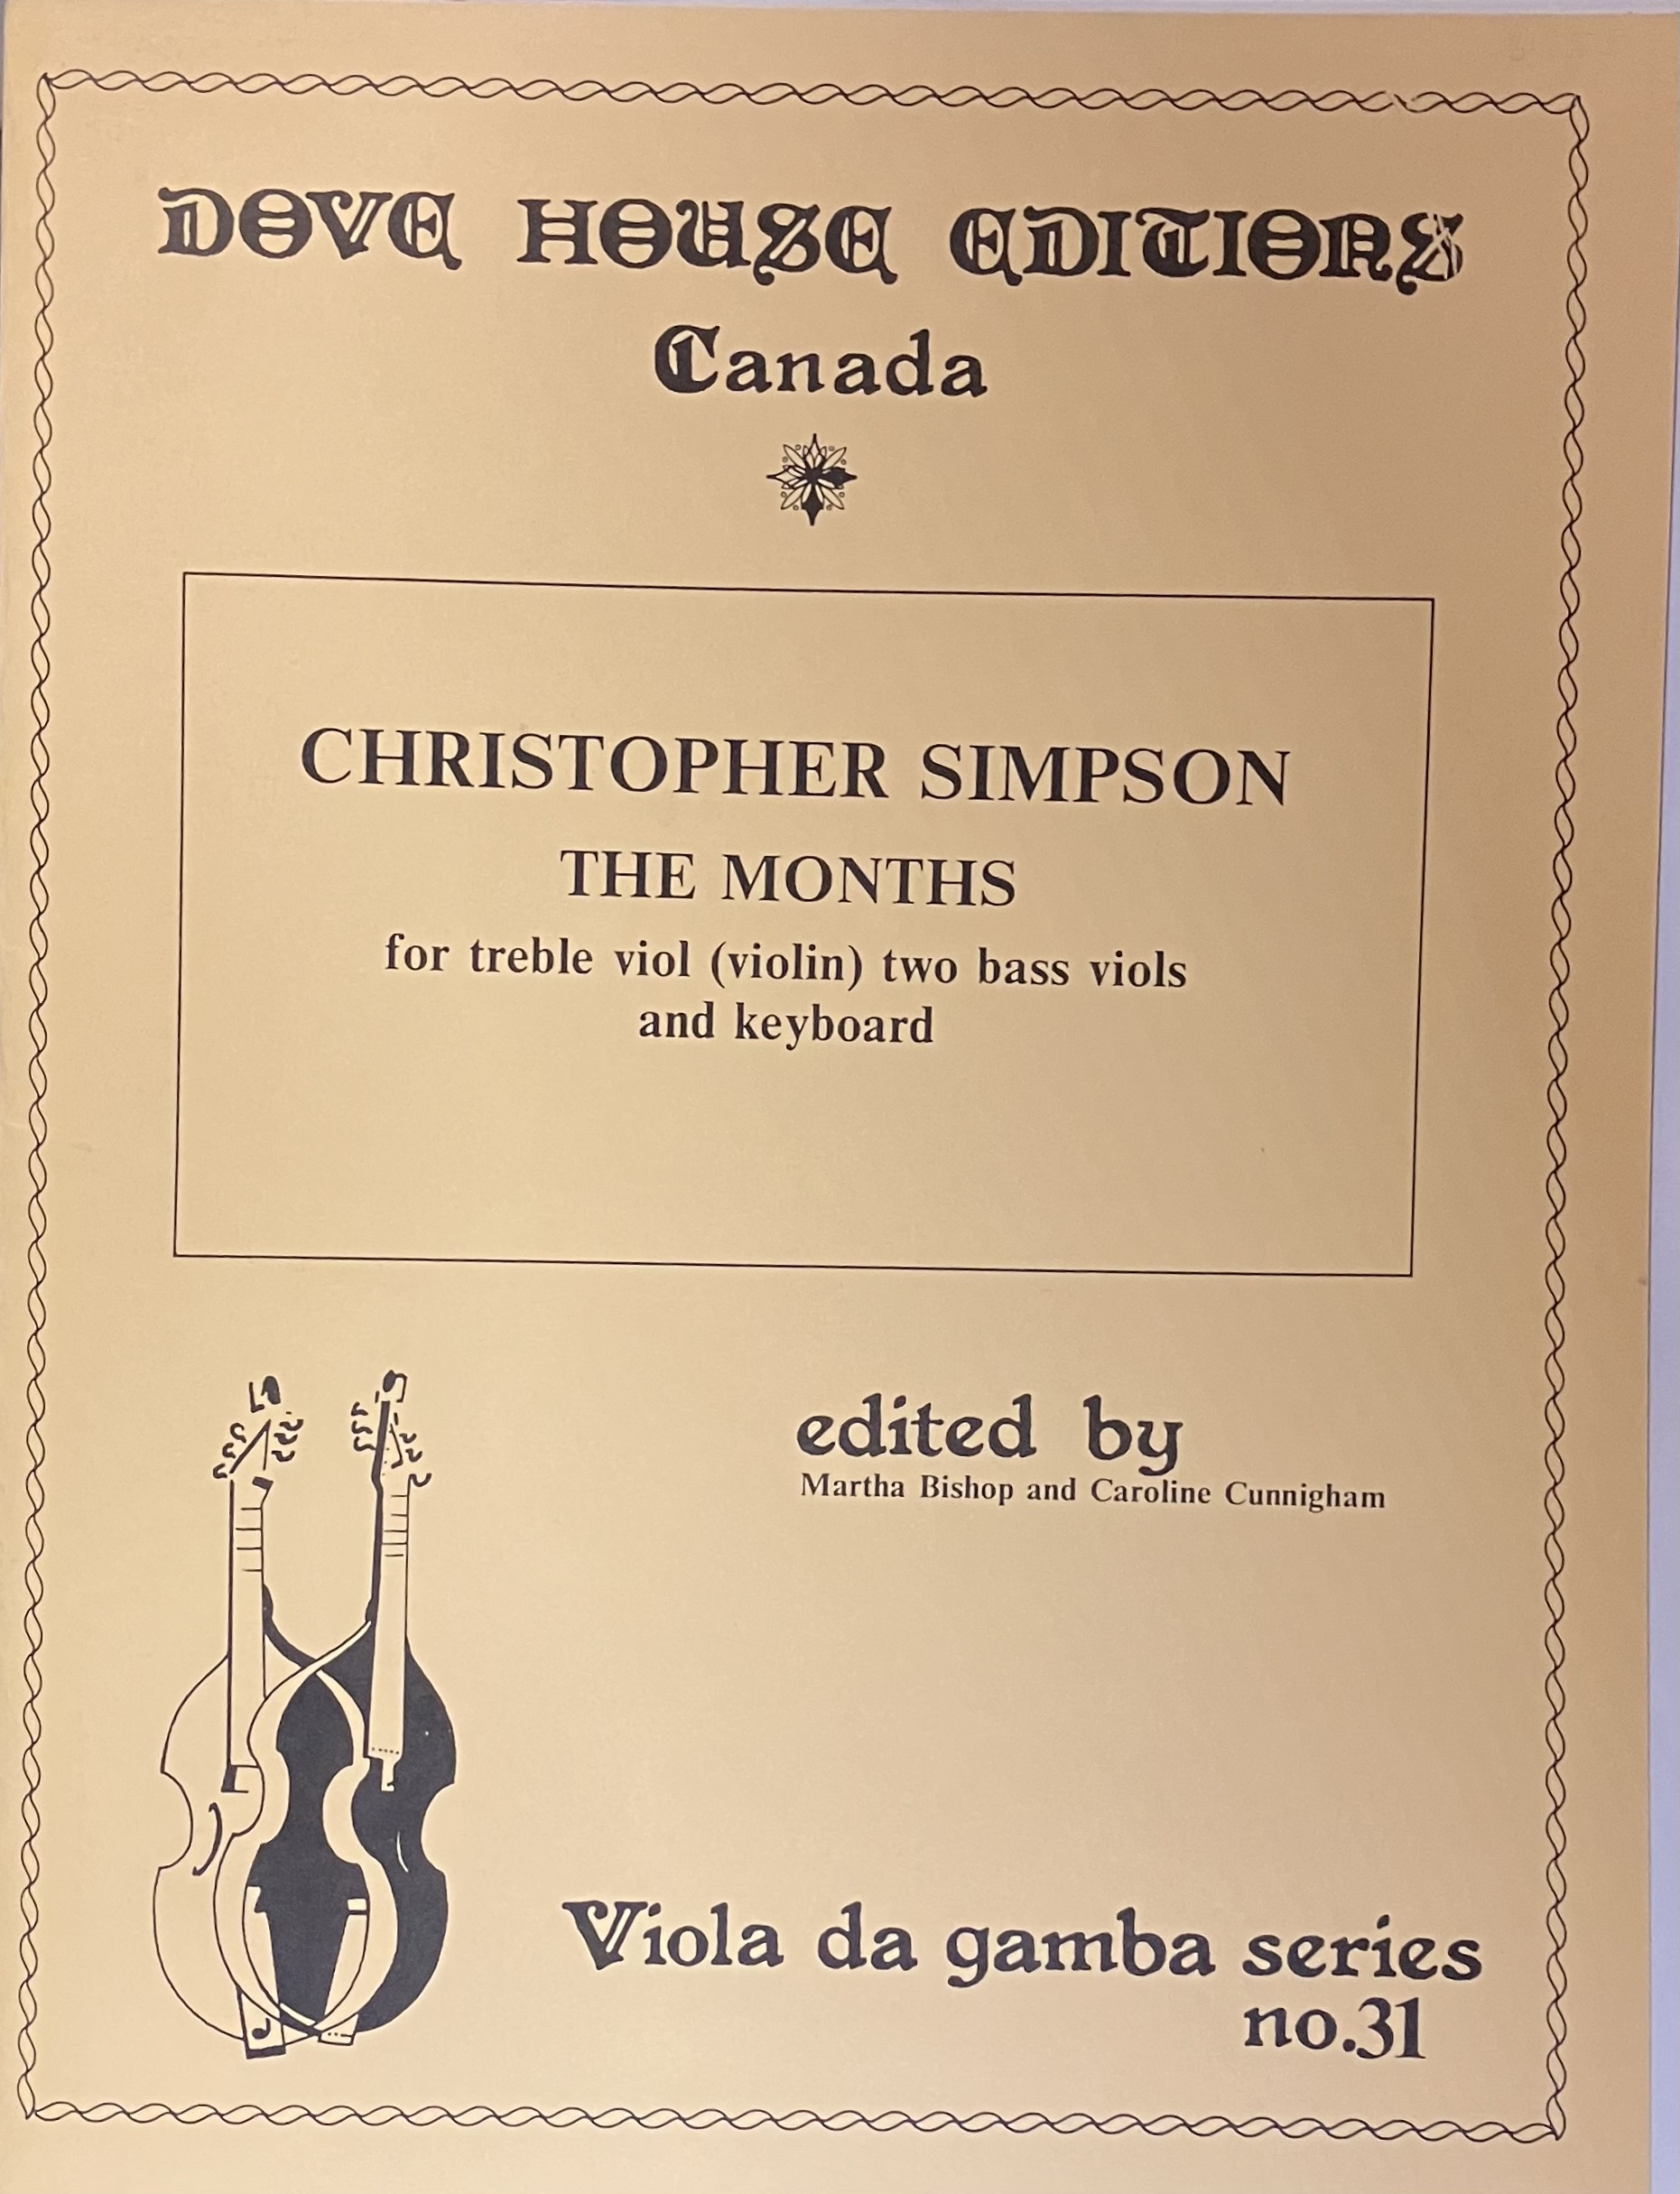 DOVE HOUSE EDITIONS
Canada
CHRISTOPHER SIMPSON
THE MONTHS
for treble viol (violin) two bass viols
and keyboard
edited by
Martha Bishop and Caroline Cunnigham
Viola da gamba series
no.31